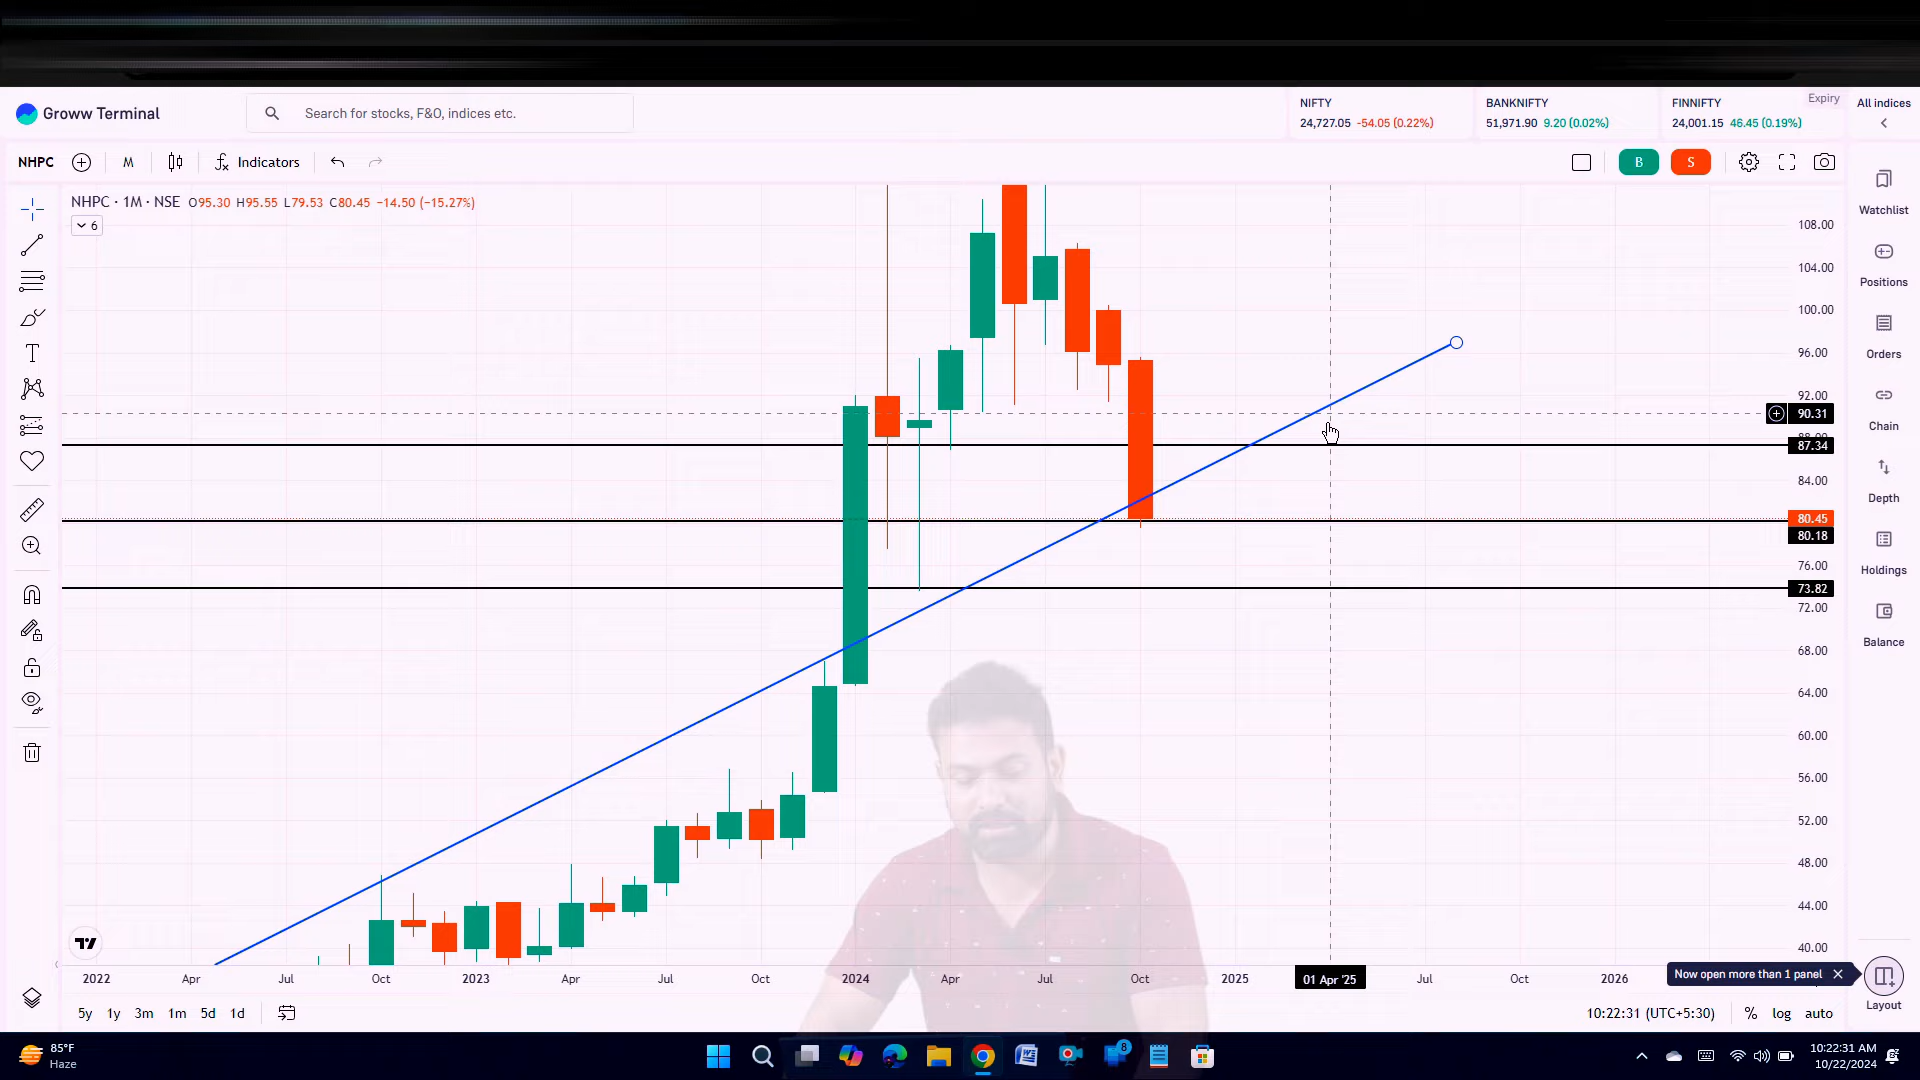 Groww Terminal
Search for stocks, F&O, indices etc.
NIFTY
24,727.05 -54.05 (0.22%)
BANKNIFTY
51,971.90 9.20 (0.02%)
FINNIFTY
Expiry
24,001.15 46.45 (0.19%)
All indices
NHPC
M
Indicators
B
S
NHPC · 1M · NSE O95.30 H95.55 L79.53 C80.45 −14.50 (−15.27%)
6
108.00
104.00
100.00
96.00
92.00
90.31
88.00
87.34
84.00
80.45
80.18
76.00
73.82
72.00
68.00
64.00
60.00
56.00
52.00
48.00
44.00
40.00
Watchlist
Positions
Orders
Chain
Depth
Holdings
Balance
Now open more than 1 panel
Layout
2022 Apr Jul Oct 2023 Apr Jul Oct 2024 Apr Jul Oct 2025 01 Apr '25 Jul Oct 2026
5y 1y 3m 1m 5d 1d
10:22:31 (UTC+5:30) % log auto
85°F
Haze
8
10:22:31 AM
10/22/2024